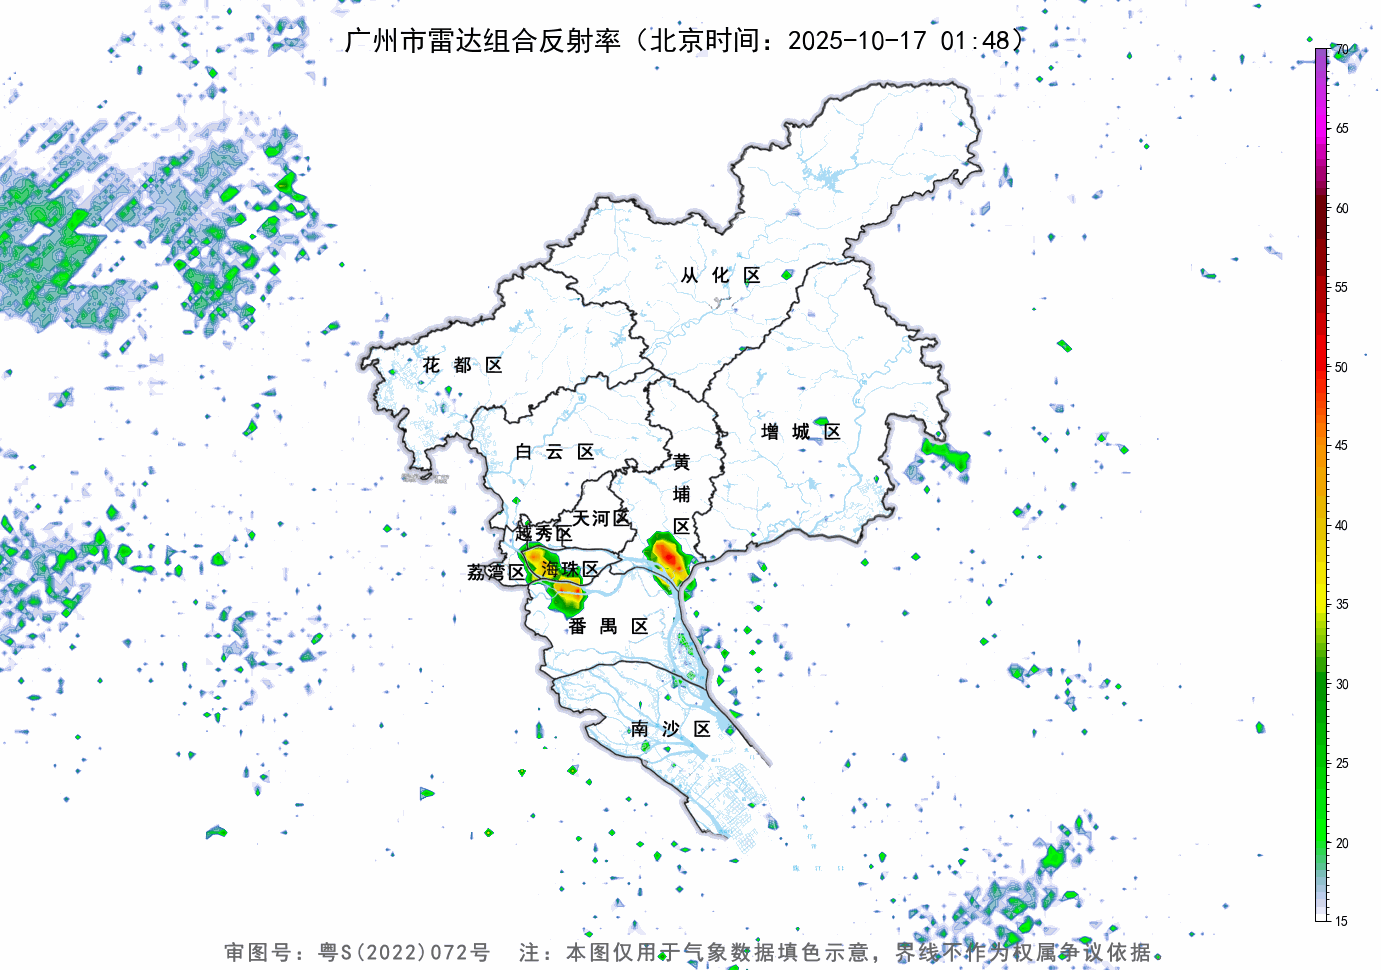 广州市雷达组合反射率（北京时间：2025-10-17 01:48）
70
65
60
55
50
45
40
35
30
25
20
15
从化区
花都区
增城区
白云区
黄埔区
天河区
越秀区
海珠区
荔湾区
番禺区
南沙区
审图号：粤S(2022)072号 注：本图仅用于气象数据填色示意，界线不作为权属争议依据。